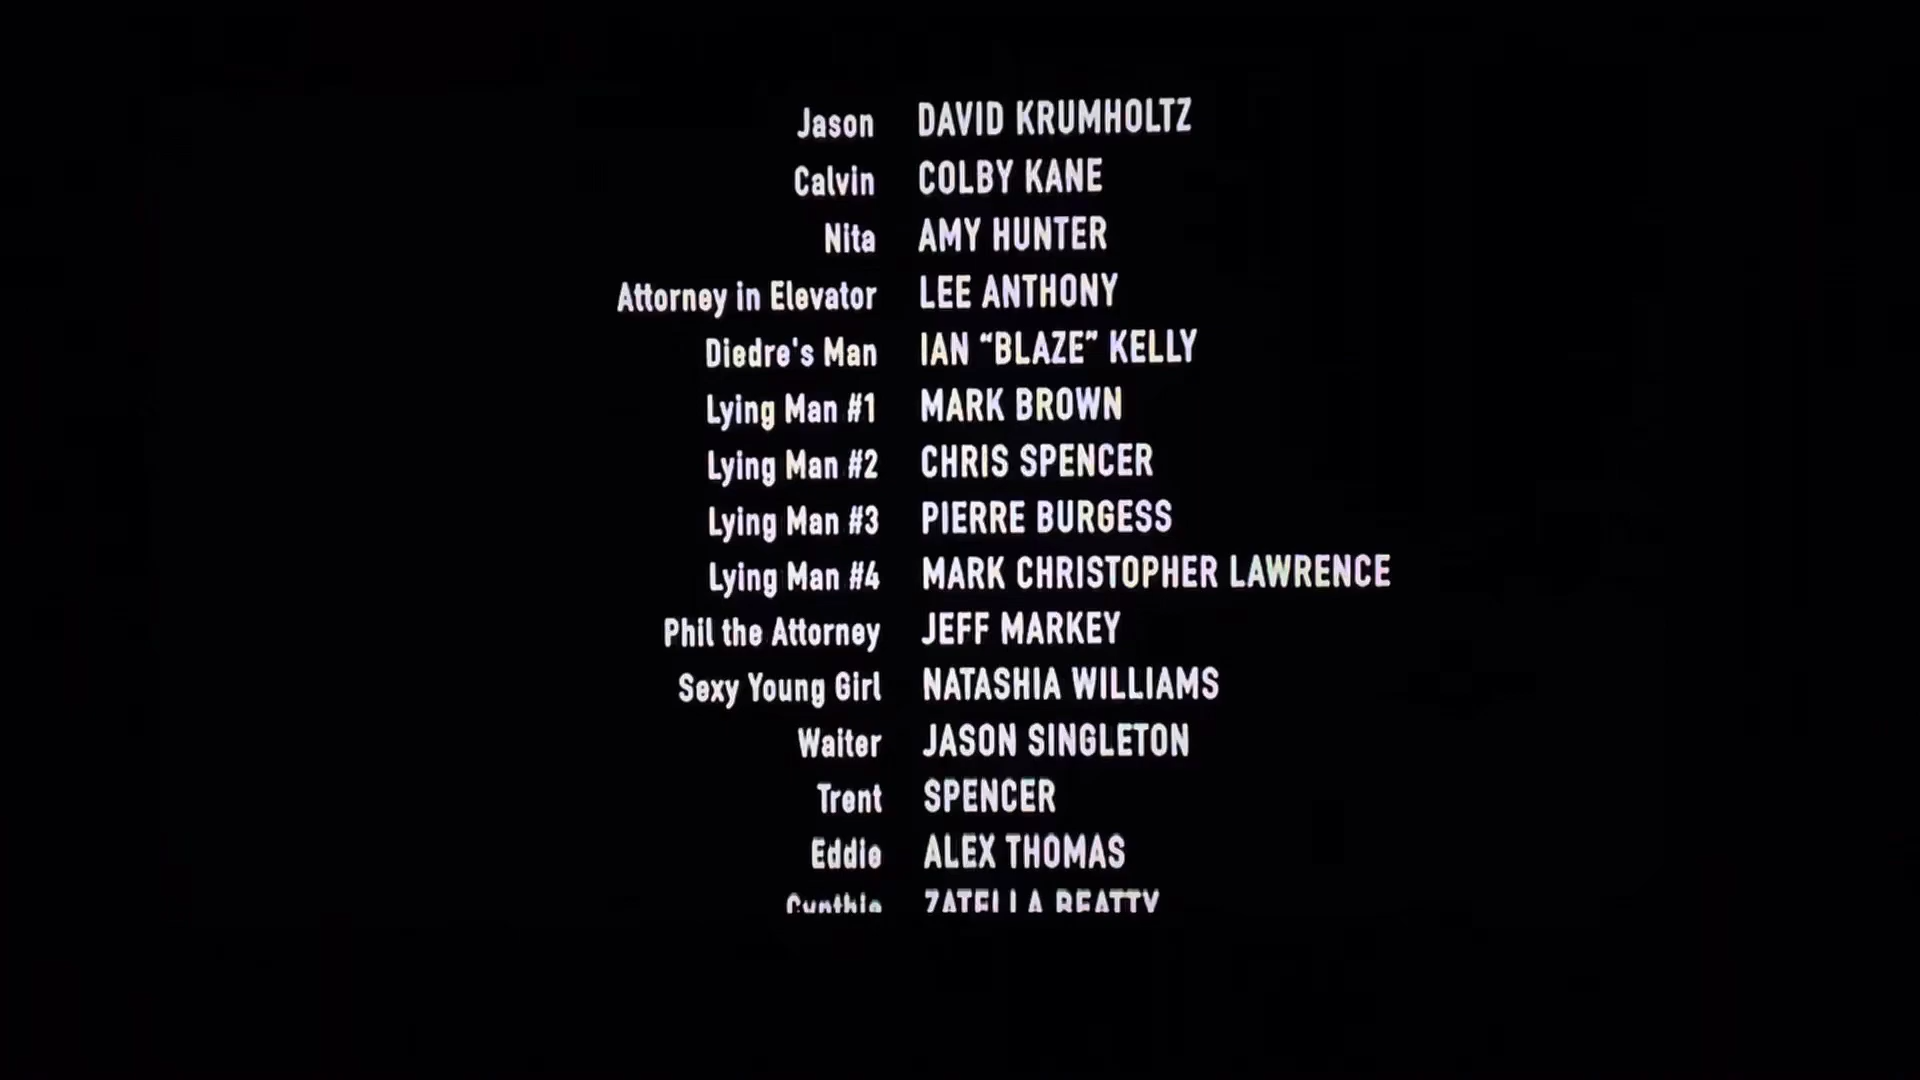 Jason DAVID KRUMHOLTZ
Calvin COLBY KANE
Nita AMY HUNTER
Attorney in Elevator LEE ANTHONY
Diedre's Man IAN “BLAZE” KELLY
Lying Man #1 MARK BROWN
Lying Man #2 CHRIS SPENCER
Lying Man #3 PIERRE BURGESS
Lying Man #4 MARK CHRISTOPHER LAWRENCE
Phil the Attorney JEFF MARKEY
Sexy Young Girl NATASHIA WILLIAMS
Waiter JASON SINGLETON
Trent SPENCER
Eddie ALEX THOMAS
Cynthia ZATELLA BEATTY